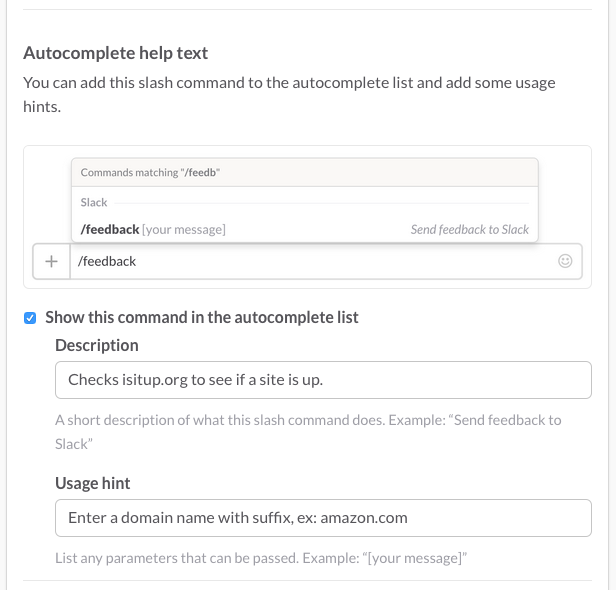 Autocomplete help text
You can add this slash command to the autocomplete list and add some usage
hints.
Commands matching "/feedb"
Slack
/feedback [your message] Send feedback to Slack
/feedback
Show this command in the autocomplete list
Description
Checks isitup.org to see if a site is up.
A short description of what this slash command does. Example: “Send feedback to
Slack”
Usage hint
Enter a domain name with suffix, ex: amazon.com
List any parameters that can be passed. Example: “[your message]”